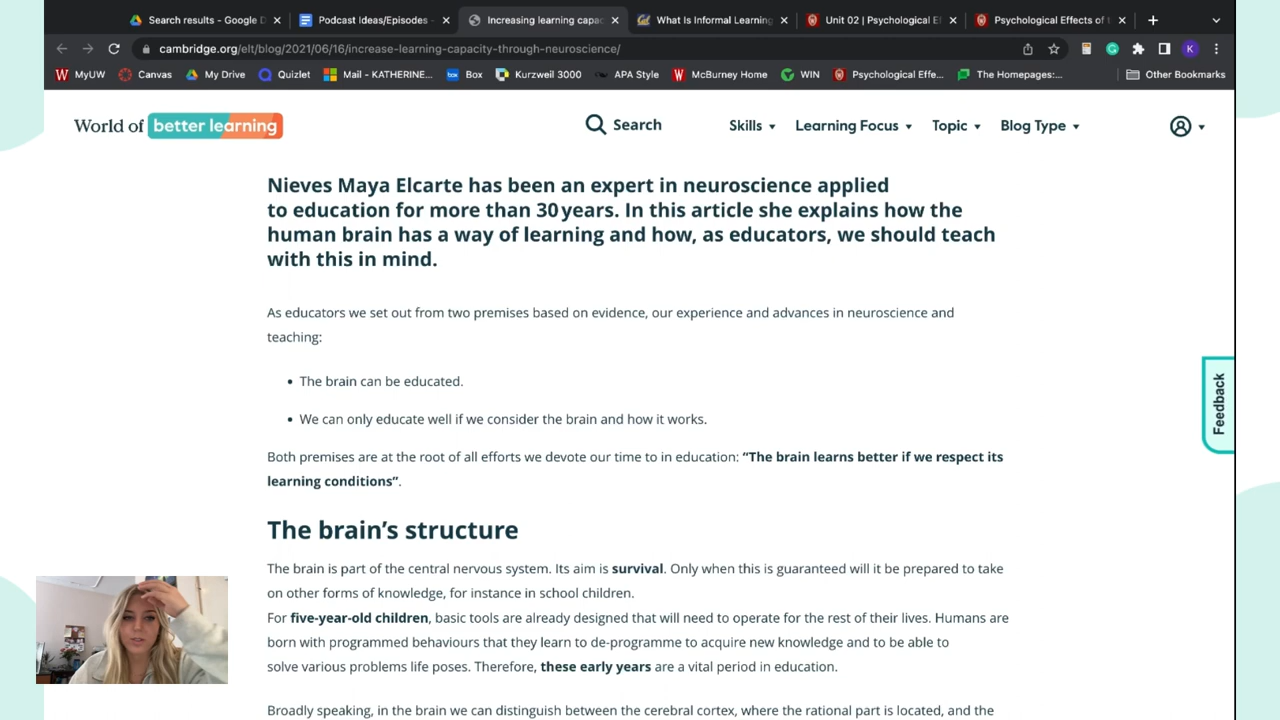 Search results - Google D
Podcast Ideas/Episodes -
Increasing learning capac
What Is Informal Learning
Unit 02 | Psychological Ef
Psychological Effects of t
cambridge.org/elt/blog/2021/06/16/increase-learning-capacity-through-neuroscience/
K
MyUW
Canvas
My Drive
Quizlet
Mail - KATHERINE...
Box
Kurzweil 3000
APA Style
McBurney Home
WIN
Psychological Effe...
The Homepages:...
Other Bookmarks
World of better learning
Search
Skills
Learning Focus
Topic
Blog Type
Nieves Maya Elcarte has been an expert in neuroscience applied
to education for more than 30 years. In this article she explains how the
human brain has a way of learning and how, as educators, we should teach
with this in mind.
As educators we set out from two premises based on evidence, our experience and advances in neuroscience and
teaching:
• The brain can be educated.
• We can only educate well if we consider the brain and how it works.
Both premises are at the root of all efforts we devote our time to in education: “The brain learns better if we respect its
learning conditions”.
The brain’s structure
The brain is part of the central nervous system. Its aim is survival. Only when this is guaranteed will it be prepared to take
on other forms of knowledge, for instance in school children.
For five-year-old children, basic tools are already designed that will need to operate for the rest of their lives. Humans are
born with programmed behaviours that they learn to de-programme to acquire new knowledge and to be able to
solve various problems life poses. Therefore, these early years are a vital period in education.
Broadly speaking, in the brain we can distinguish between the cerebral cortex, where the rational part is located, and the
Feedback